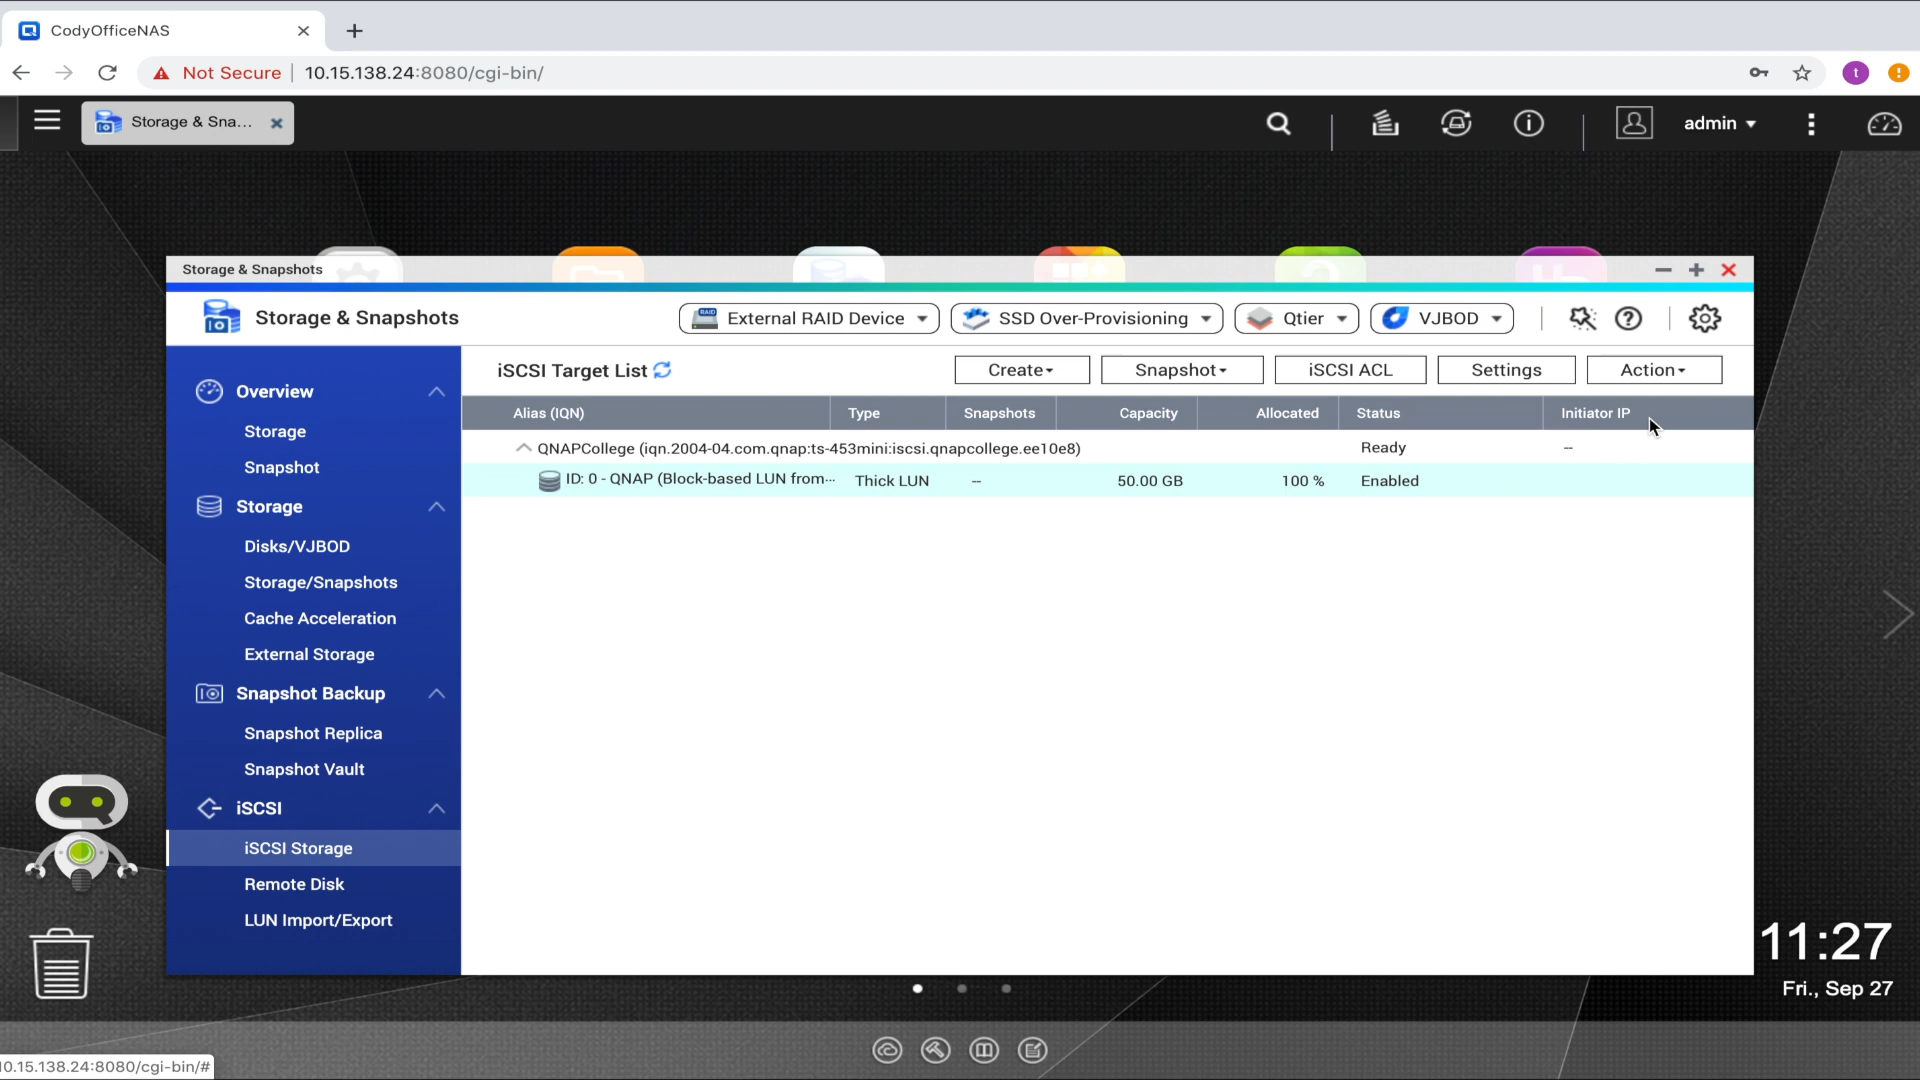 CodyOfficeNAS
Not Secure
10.15.138.24:8080/cgi-bin/
t
Storage & Sna...
admin
Storage & Snapshots
Storage & Snapshots
External RAID Device
SSD Over-Provisioning
Qtier
VJBOD
Overview
Storage
Snapshot
Storage
Disks/VJBOD
Storage/Snapshots
Cache Acceleration
External Storage
Snapshot Backup
Snapshot Replica
Snapshot Vault
iSCSI
iSCSI Storage
Remote Disk
LUN Import/Export
iSCSI Target List
Create
Snapshot
iSCSI ACL
Settings
Action
Alias (IQN) Type Snapshots Capacity Allocated Status Initiator IP
QNAPCollege (iqn.2004-04.com.qnap:ts-453mini:iscsi.qnapcollege.ee10e8) Ready --
ID: 0 - QNAP (Block-based LUN from... Thick LUN -- 50.00 GB 100 % Enabled
11:27
Fri., Sep 27
10.15.138.24:8080/cgi-bin/#